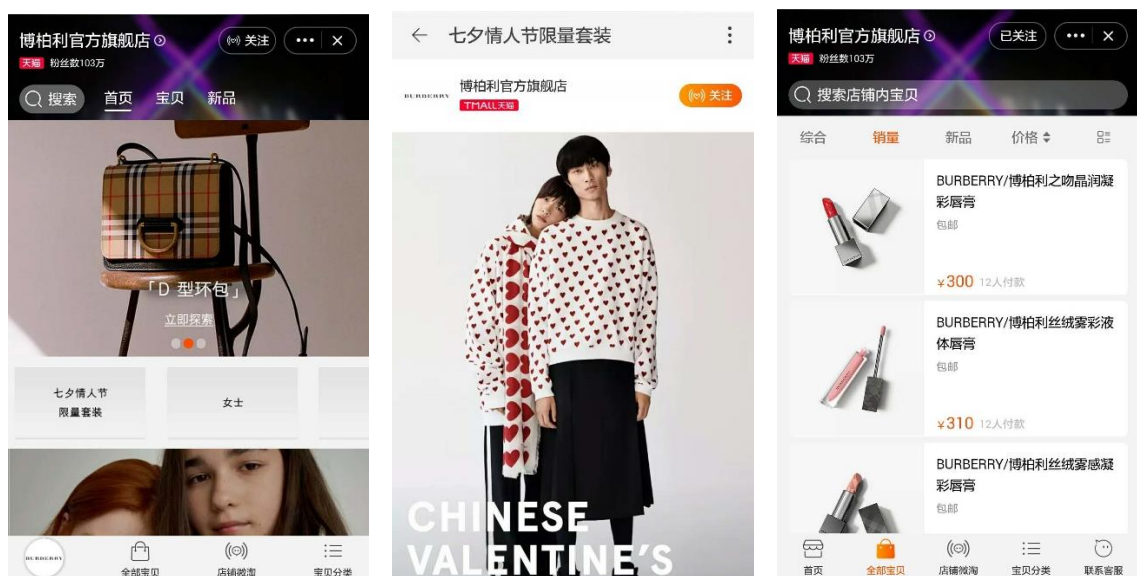 博柏利官方旗舰店
关注
天猫 粉丝数103万
搜索 首页 宝贝 新品
「D 型环包」
立即探索
七夕情人节
限量套装
女士
BURBERRY
全部宝贝 店铺微淘 宝贝分类
七夕情人节限量套装
BURBERRY
博柏利官方旗舰店
TMALL天猫
关注
CHINESE
VALENTINE'S
博柏利官方旗舰店
已关注
天猫 粉丝数103万
搜索店铺内宝贝
综合 销量 新品 价格
BURBERRY/博柏利之吻晶润凝
彩唇膏
包邮
¥300 12人付款
BURBERRY/博柏利丝绒雾彩液
体唇膏
包邮
¥310 12人付款
BURBERRY/博柏利丝绒雾感凝
彩唇膏
包邮
首页 全部宝贝 店铺微淘 宝贝分类 联系客服